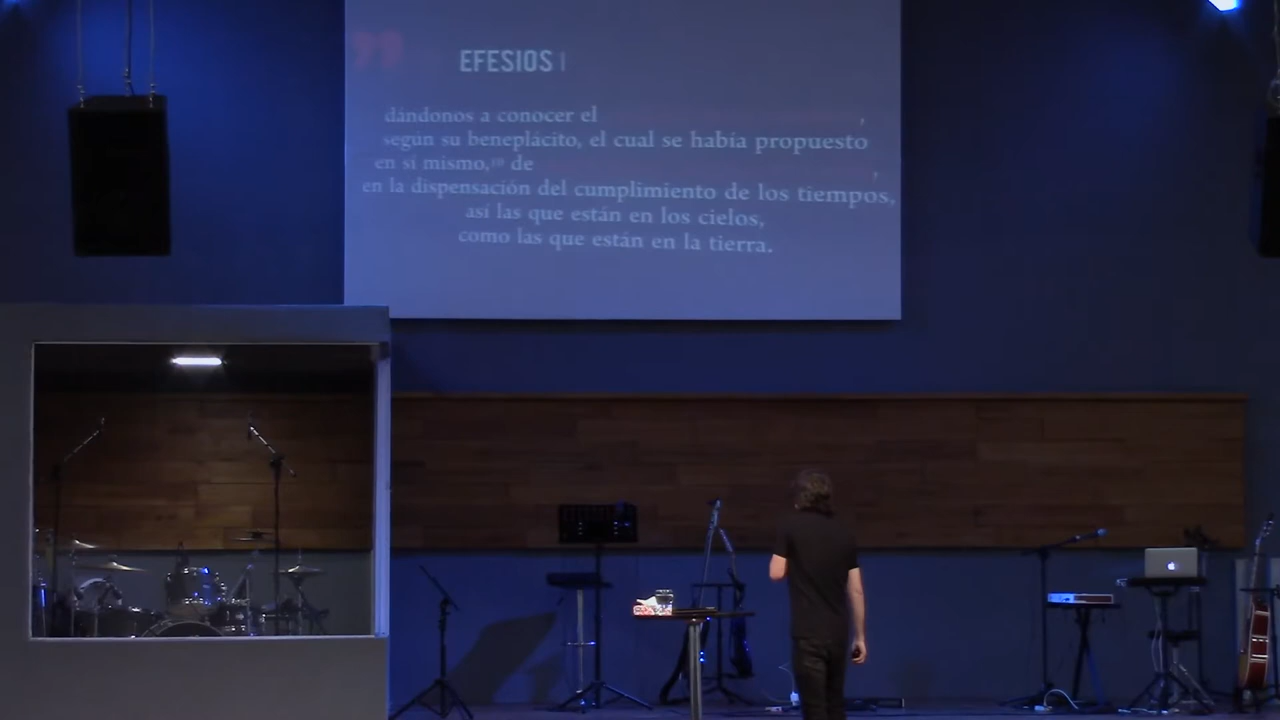 EFESIOS 1
dándonos a conocer el ,
según su beneplácito, el cual se había propuesto
en sí mismo,¹⁰ de ,
en la dispensación del cumplimiento de los tiempos,
así las que están en los cielos,
como las que están en la tierra.